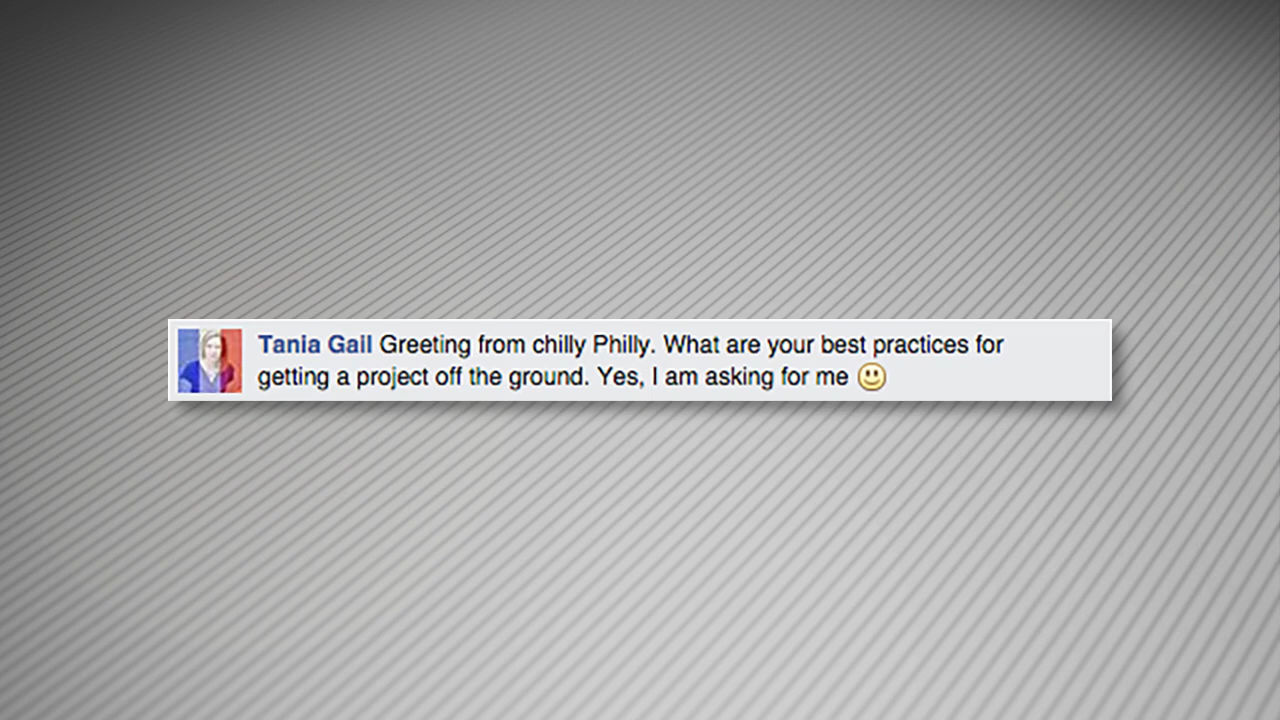 Tania Gail Greeting from chilly Philly. What are your best practices for
getting a project off the ground. Yes, I am asking for me